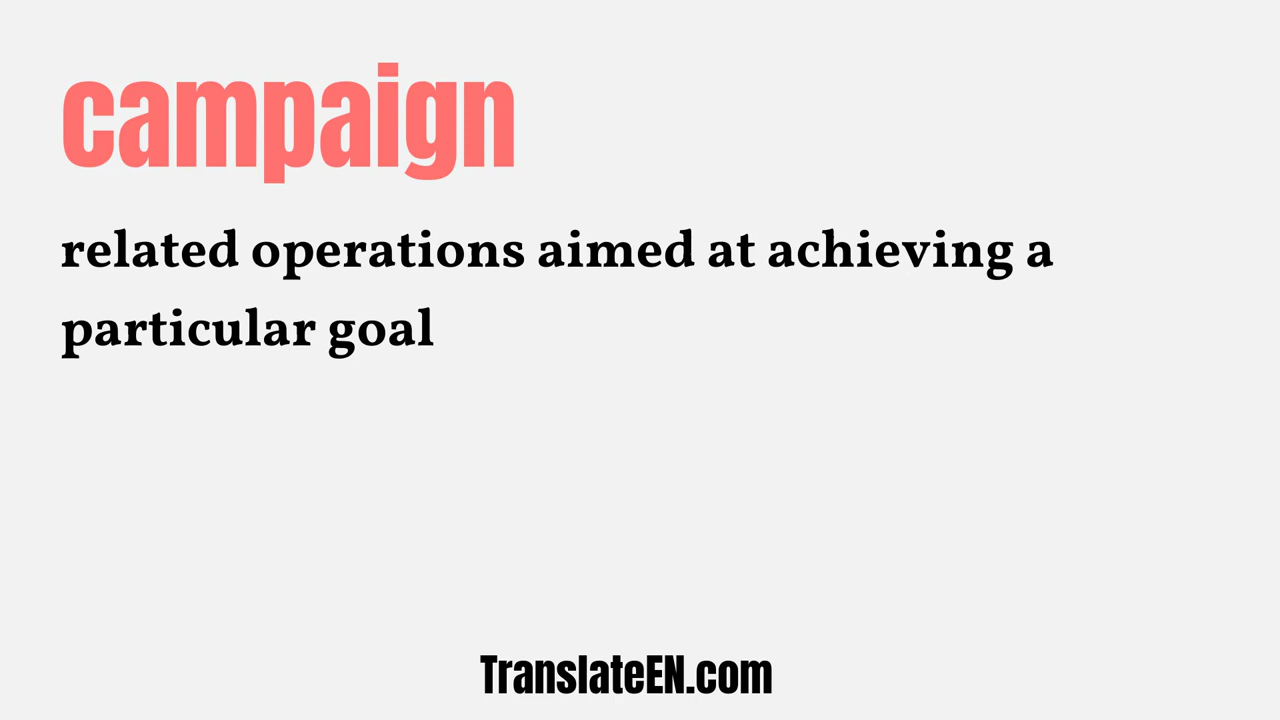 campaign
related operations aimed at achieving a
particular goal
TranslateEN.com